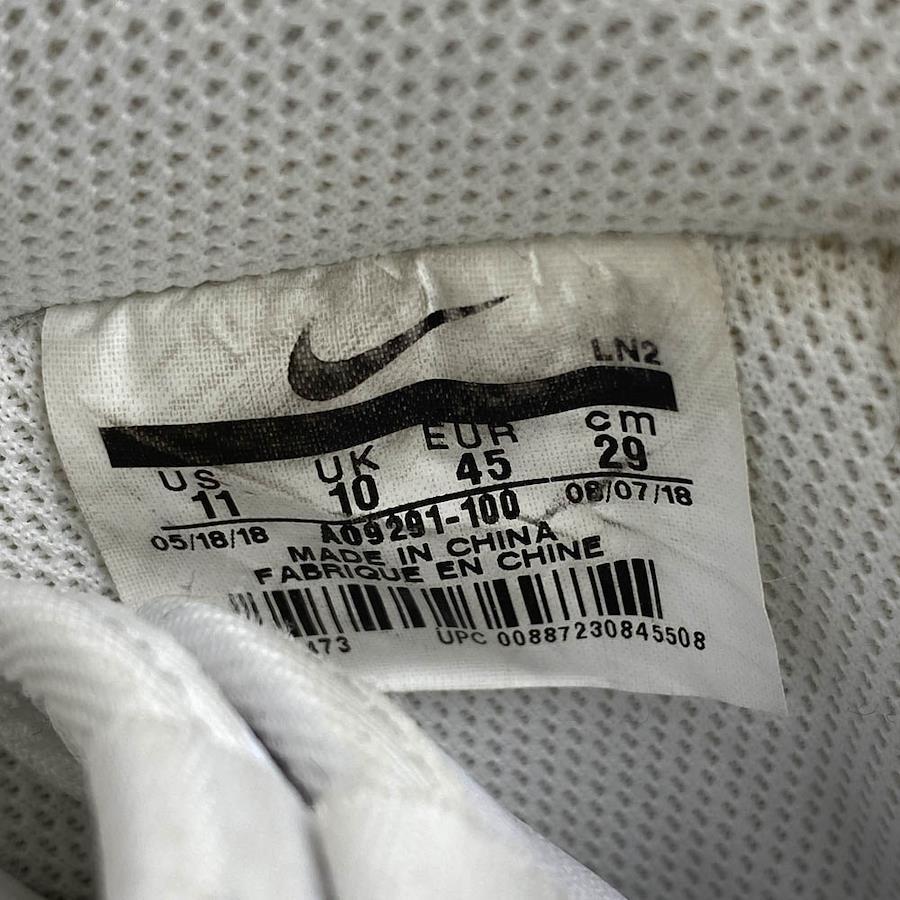 LN2
US UK EUR cm
11 10 45 29
05/18/18 AO9291-100 08/07/18
MADE IN CHINA
FABRIQUE EN CHINE
473 UPC 00887230845508